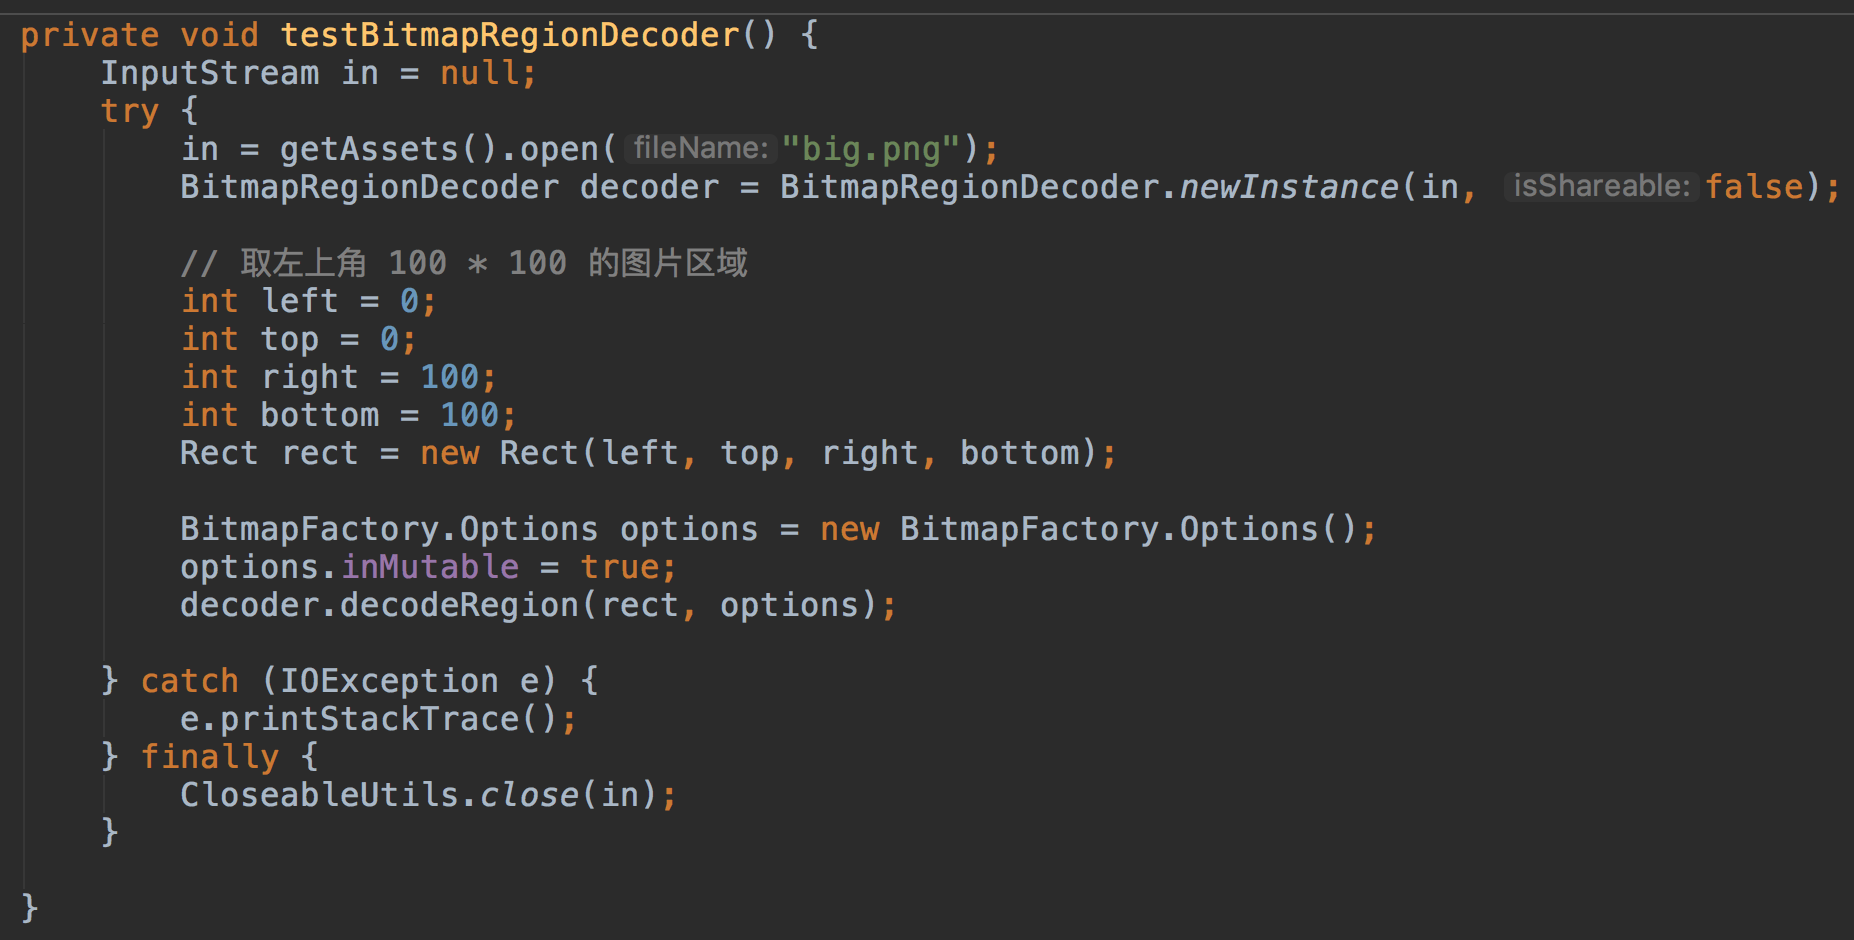 private void testBitmapRegionDecoder() {
InputStream in = null;
try {
in = getAssets().open( fileName: "big.png");
BitmapRegionDecoder decoder = BitmapRegionDecoder.newInstance(in, isShareable: false);
// 取左上角 100 * 100 的图片区域
int left = 0;
int top = 0;
int right = 100;
int bottom = 100;
Rect rect = new Rect(left, top, right, bottom);
BitmapFactory.Options options = new BitmapFactory.Options();
options.inMutable = true;
decoder.decodeRegion(rect, options);
} catch (IOException e) {
e.printStackTrace();
} finally {
CloseableUtils.close(in);
}
}